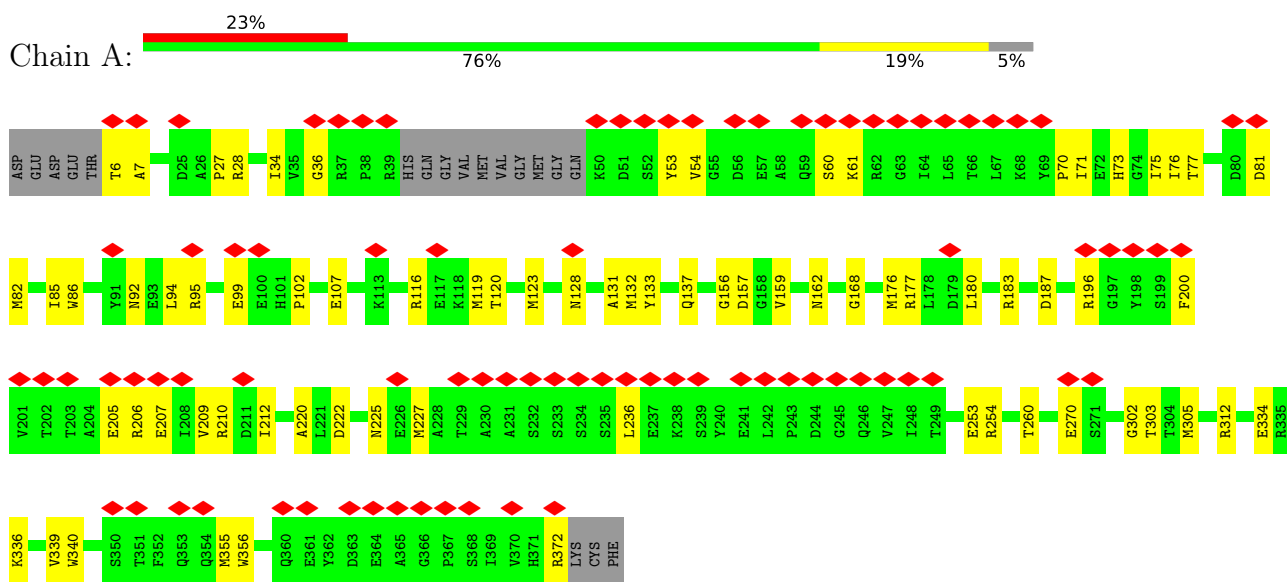 23%
Chain A:
76% 19% 5%
ASP GLU ASP GLU THR T6 A7 D25 A26 P27 R28 I34 V35 G36 R37 P38 R39 HIS GLN GLY VAL MET VAL GLY MET GLY GLN K50 D51 S52 Y53 V54 G55 D56 E57 A58 Q59 S60 K61 R62 G63 I64 L65 T66 L67 K68 Y69 P70 I71 E72 H73 G74 I75 I76 T77 D80 D81
M82 I85 W86 Y91 N92 E93 L94 R95 E99 E100 H101 P102 E107 K113 R116 E117 K118 M119 T120 M123 N128 A131 M132 Y133 Q137 G156 D157 G158 V159 N162 G168 M176 R177 L178 D179 L180 R183 D187 R196 G197 Y198 S199 F200
V201 T202 T203 A204 E205 R206 E207 I208 V209 R210 D211 I212 A220 L221 D222 N225 E226 M227 A228 T229 A230 A231 S232 S233 S234 S235 L236 E237 K238 S239 Y240 E241 L242 P243 D244 G245 Q246 V247 I248 T249 E253 R254 T260 E270 S271 G302 T303 T304 M305 R312 E334 R335
K336 V339 W340 S350 T351 F352 Q353 Q354 M355 W356 Q360 E361 Y362 D363 E364 A365 G366 P367 S368 I369 V370 H371 R372 LYS CYS PHE